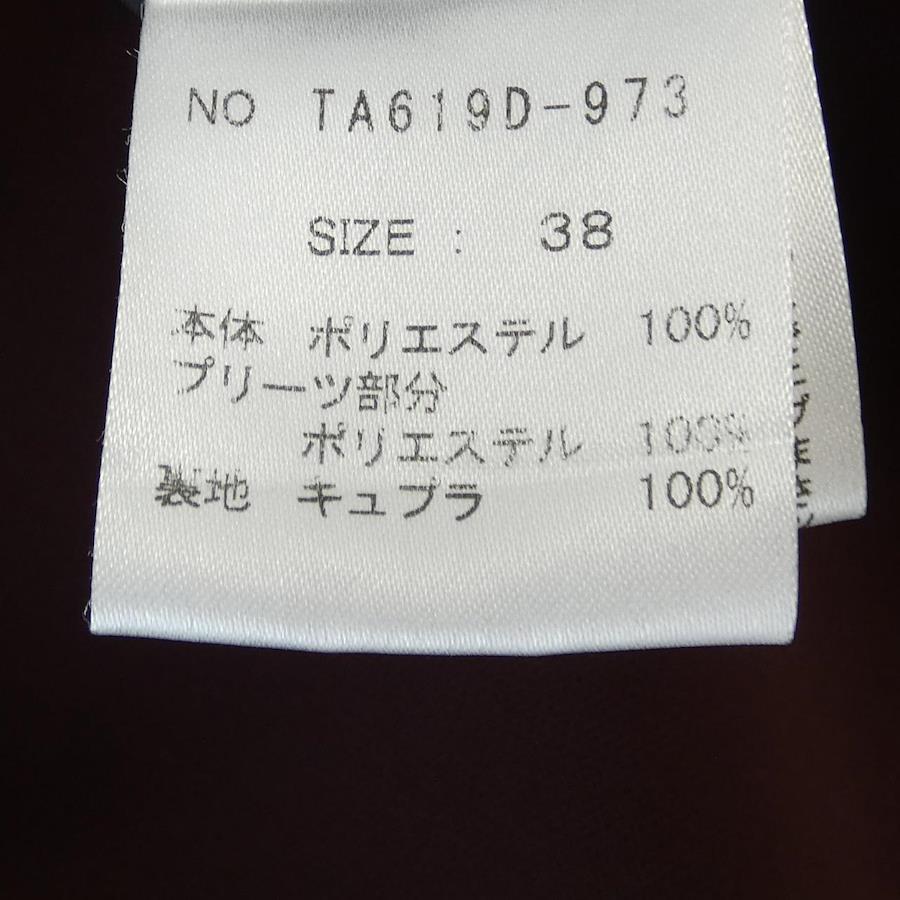 NO TA619D-973
SIZE : 38
本体 ポリエステル 100%
プリーツ部分
ポリエステル 100%
裏地 キュプラ 100%